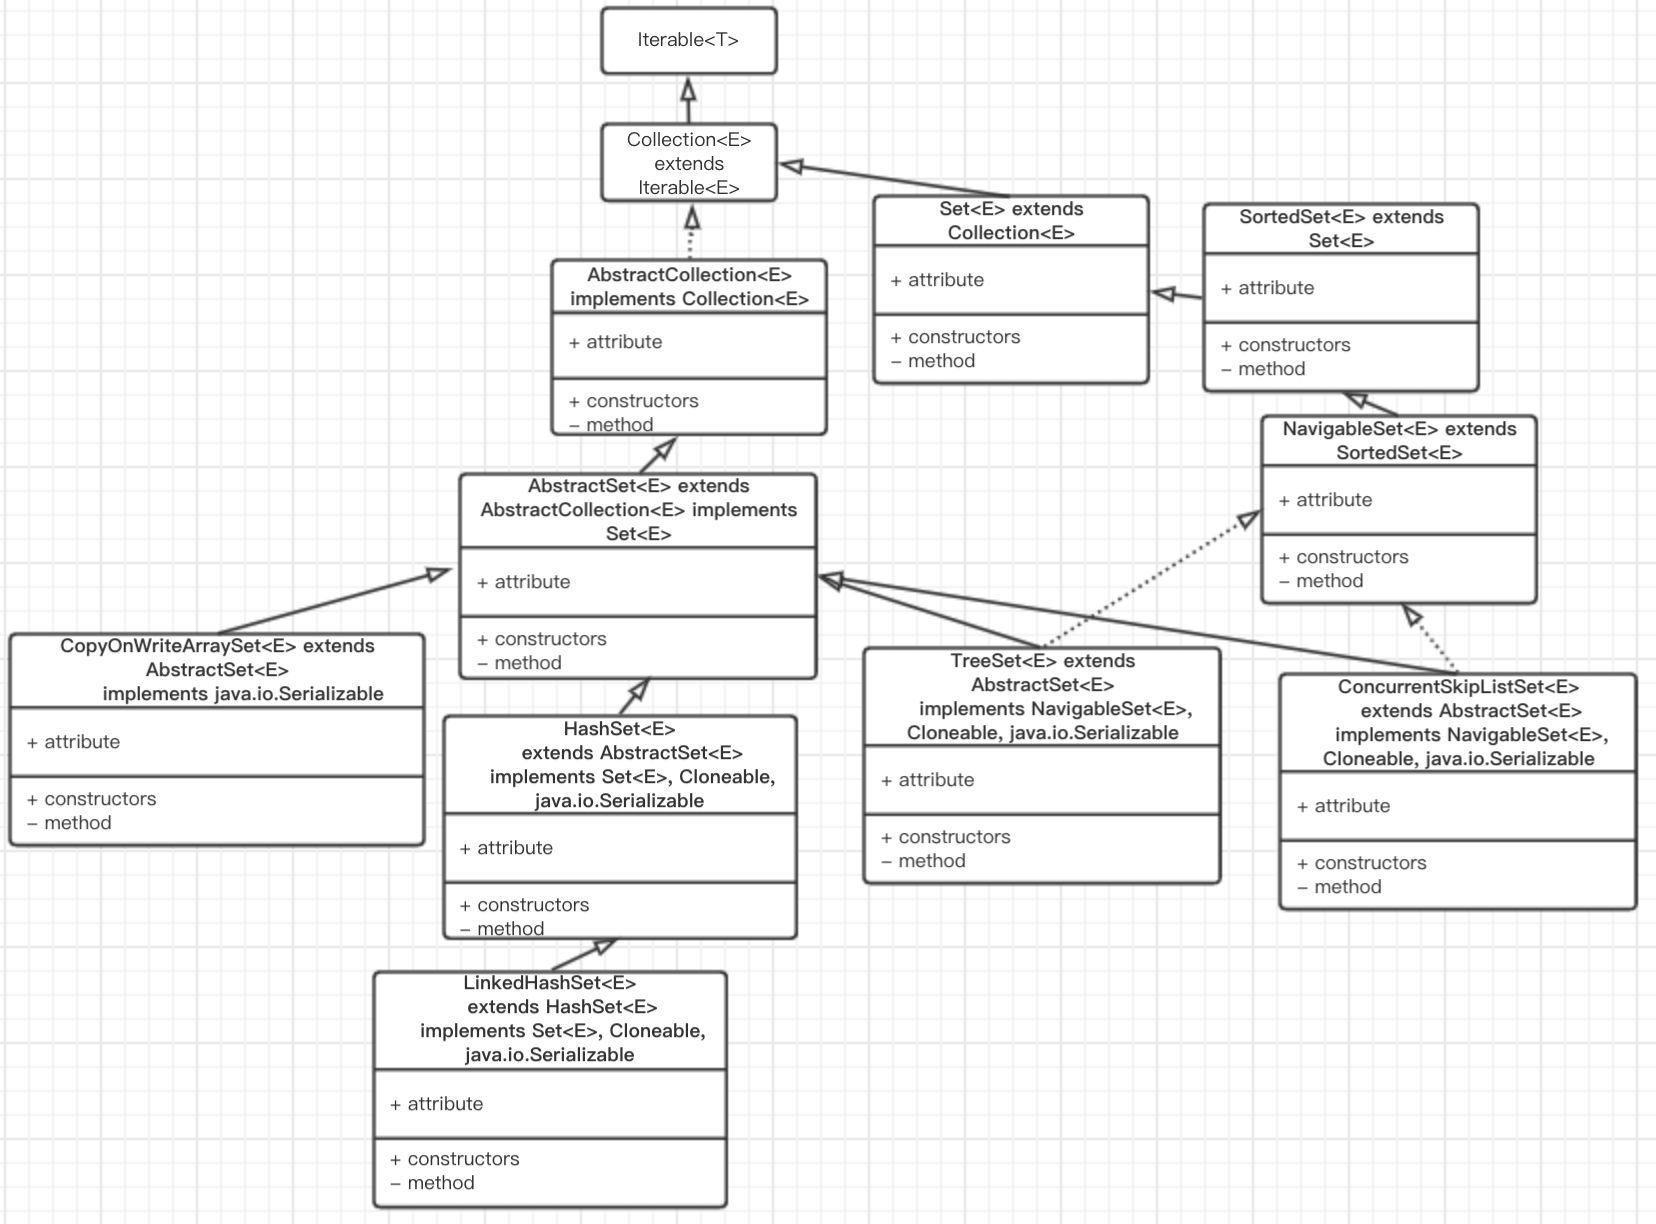 Iterable<T>
Collection<E>
extends
Iterable<E>
Set<E> extends
Collection<E>
+ attribute
+ constructors
– method
SortedSet<E> extends
Set<E>
+ attribute
+ constructors
– method
AbstractCollection<E>
implements Collection<E>
+ attribute
+ constructors
– method
NavigableSet<E> extends
SortedSet<E>
+ attribute
+ constructors
– method
AbstractSet<E> extends
AbstractCollection<E> implements
Set<E>
+ attribute
+ constructors
– method
CopyOnWriteArraySet<E> extends
AbstractSet<E>
implements java.io.Serializable
+ attribute
+ constructors
– method
HashSet<E>
extends AbstractSet<E>
implements Set<E>, Cloneable,
java.io.Serializable
+ attribute
+ constructors
– method
TreeSet<E> extends
AbstractSet<E>
implements NavigableSet<E>,
Cloneable, java.io.Serializable
+ attribute
+ constructors
– method
ConcurrentSkipListSet<E>
extends AbstractSet<E>
implements NavigableSet<E>,
Cloneable, java.io.Serializable
+ attribute
+ constructors
– method
LinkedHashSet<E>
extends HashSet<E>
implements Set<E>, Cloneable,
java.io.Serializable
+ attribute
+ constructors
– method